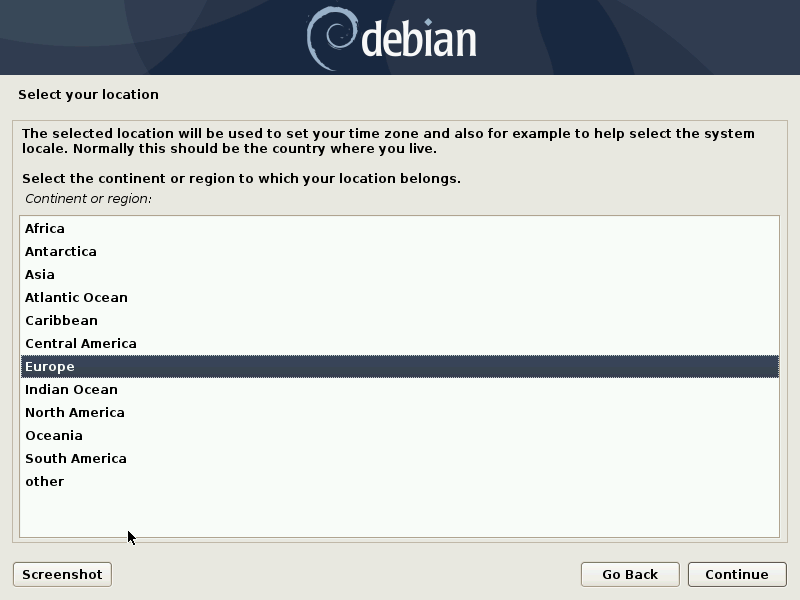 debian
Select your location
The selected location will be used to set your time zone and also for example to help select the system
locale. Normally this should be the country where you live.
Select the continent or region to which your location belongs.
Continent or region:
Africa
Antarctica
Asia
Atlantic Ocean
Caribbean
Central America
Europe
Indian Ocean
North America
Oceania
South America
other
Screenshot
Go Back
Continue